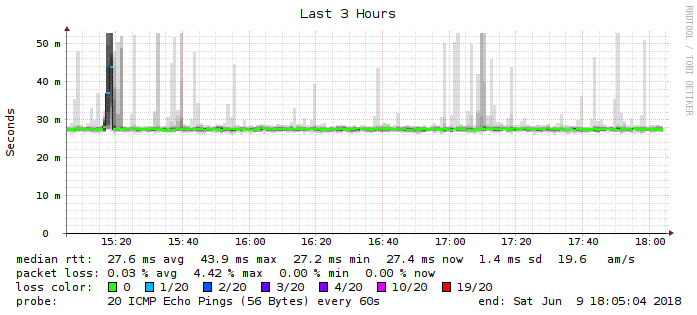 Last 3 Hours
RRDTOOL / TOBI OETIKER
Seconds
50 m
40 m
30 m
20 m
10 m
0
15:20 15:40 16:00 16:20 16:40 17:00 17:20 17:40 18:00
median rtt: 27.6 ms avg 43.9 ms max 27.2 ms min 27.4 ms now 1.4 ms sd 19.6 am/s
packet loss: 0.03 % avg 4.42 % max 0.00 % min 0.00 % now
loss color: 0 1/20 2/20 3/20 4/20 10/20 19/20
probe: 20 ICMP Echo Pings (56 Bytes) every 60s end: Sat Jun 9 18:05:04 2018